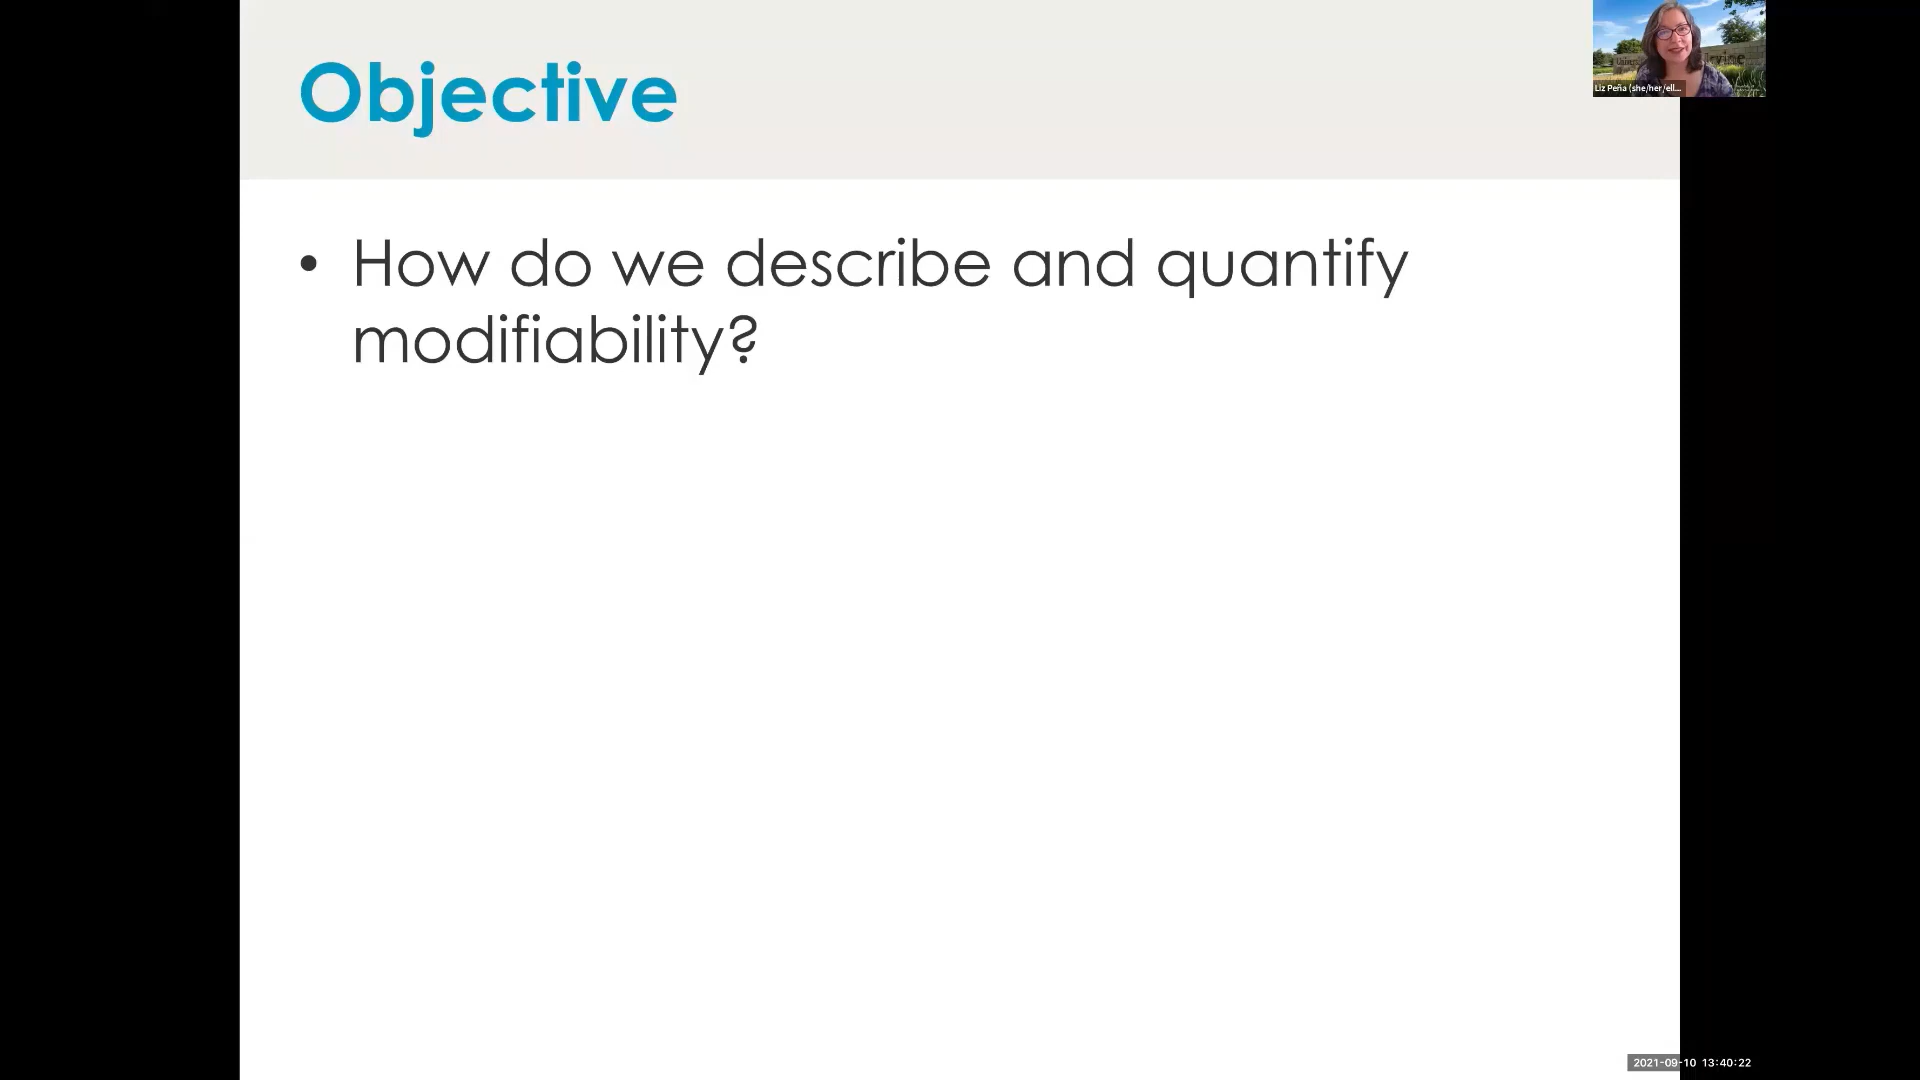 Objective
• How do we describe and quantify
modifiability?
Irvine
Liz Peña (she/her/ell...
2021-09-10 13:40:22